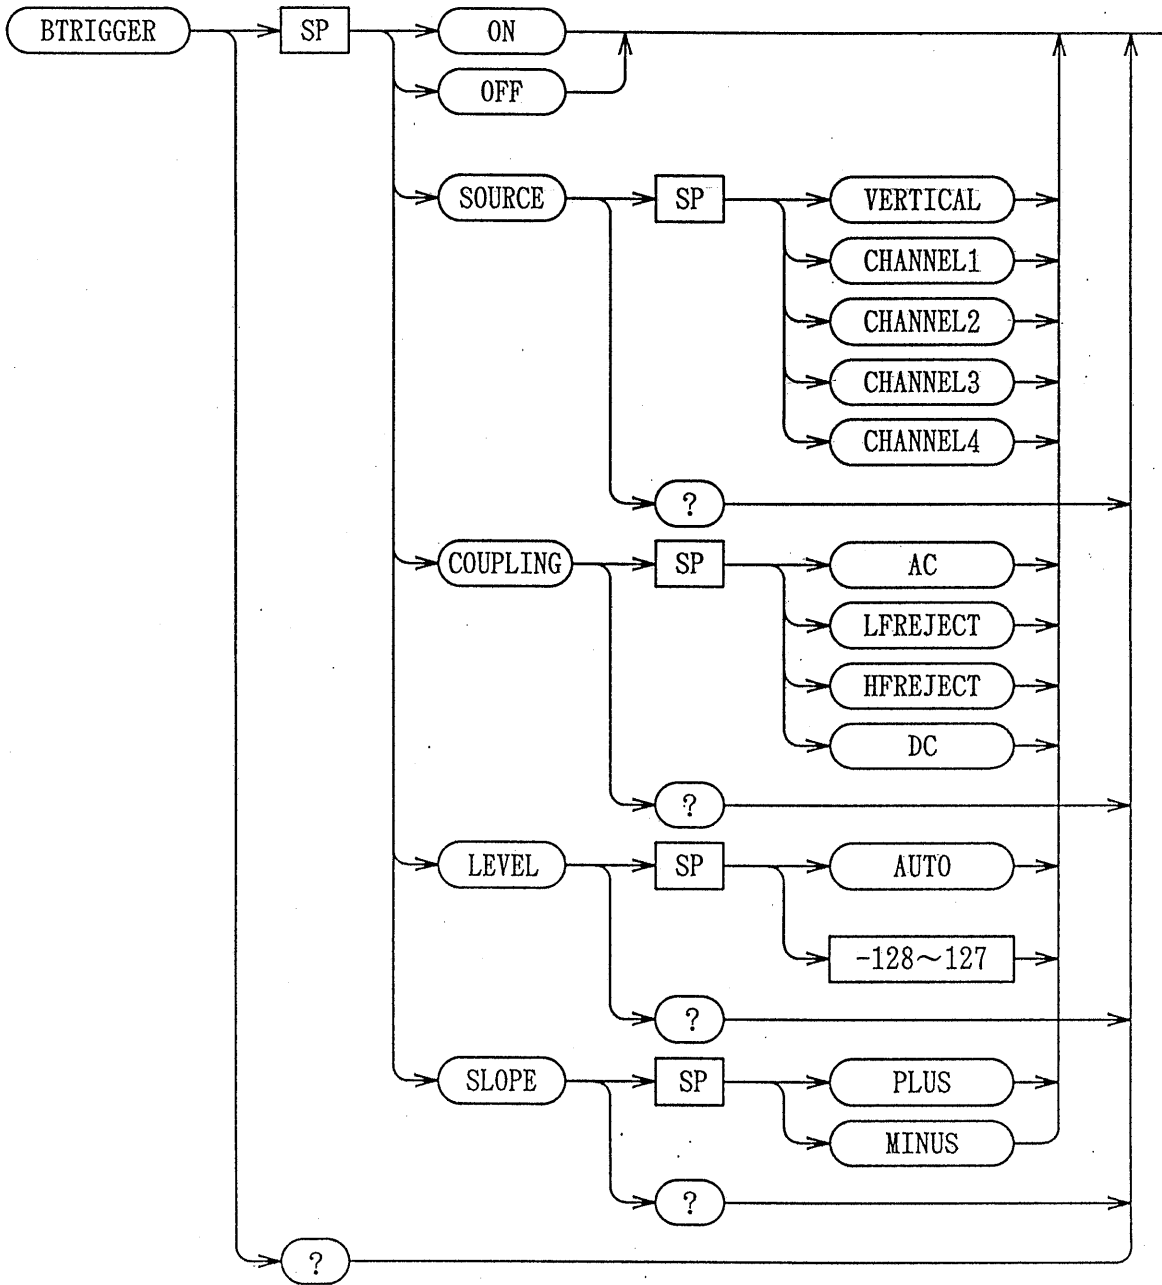 BTRIGGER SP ON
OFF
SOURCE SP VERTICAL
CHANNEL1
CHANNEL2
CHANNEL3
CHANNEL4
?
COUPLING SP AC
LFREJECT
HFREJECT
DC
?
LEVEL SP AUTO
-128～127
?
SLOPE SP PLUS
MINUS
?
?